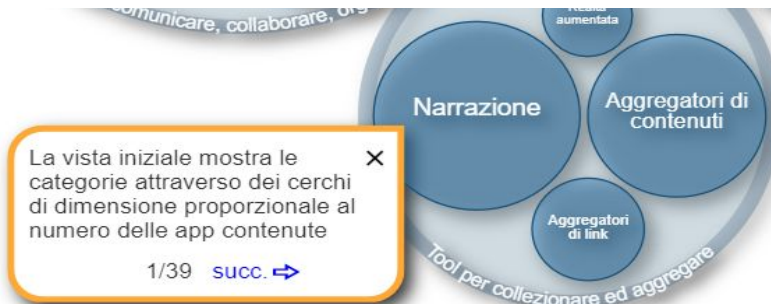 comunicare, collaborare,
Realtà
aumentata
Narrazione
Aggregatori di
contenuti
Aggregatori
di link
Tool per collezionare ed aggregare
La vista iniziale mostra le
categorie attraverso dei cerchi
di dimensione proporzionale al
numero delle app contenute
1/39 succ.